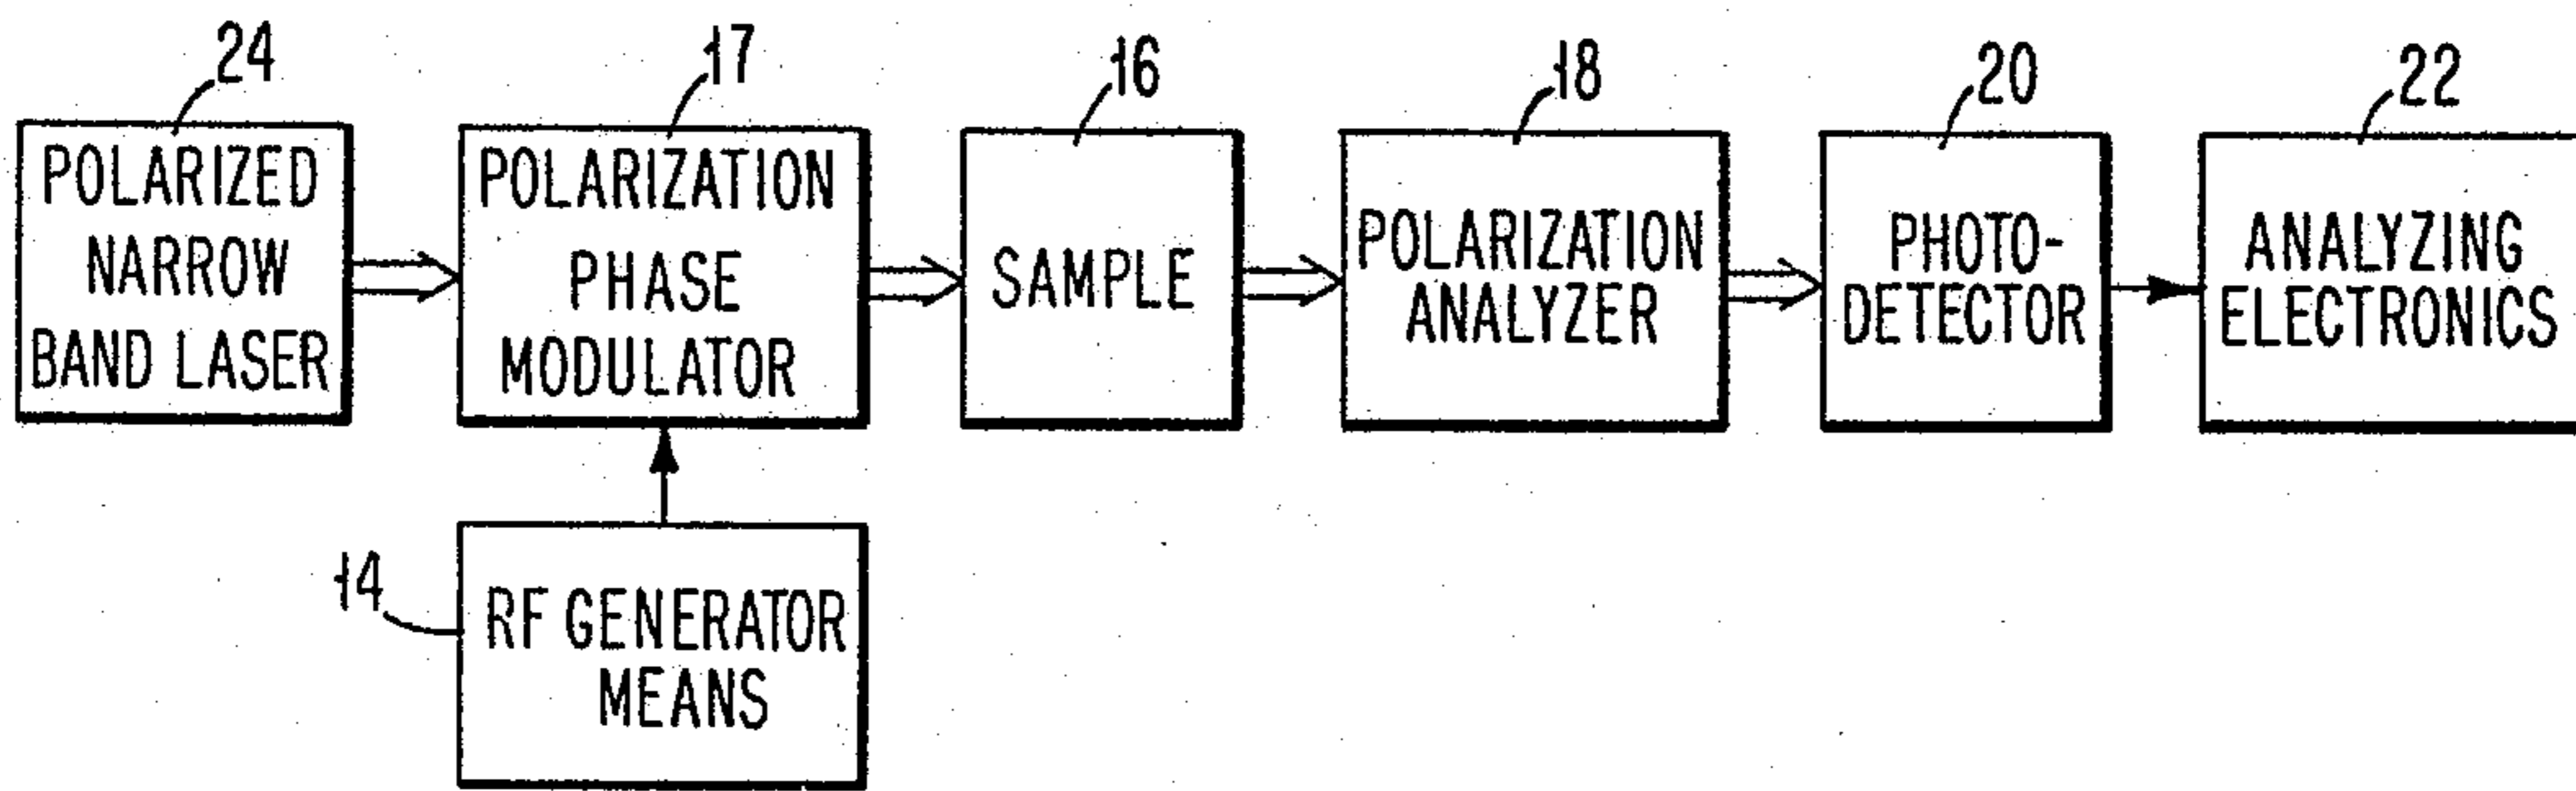 24
17
16
18
20
22
POLARIZED
NARROW
BAND LASER
POLARIZATION
PHASE
MODULATOR
SAMPLE
POLARIZATION
ANALYZER
PHOTO-
DETECTOR
ANALYZING
ELECTRONICS
14
RF GENERATOR
MEANS